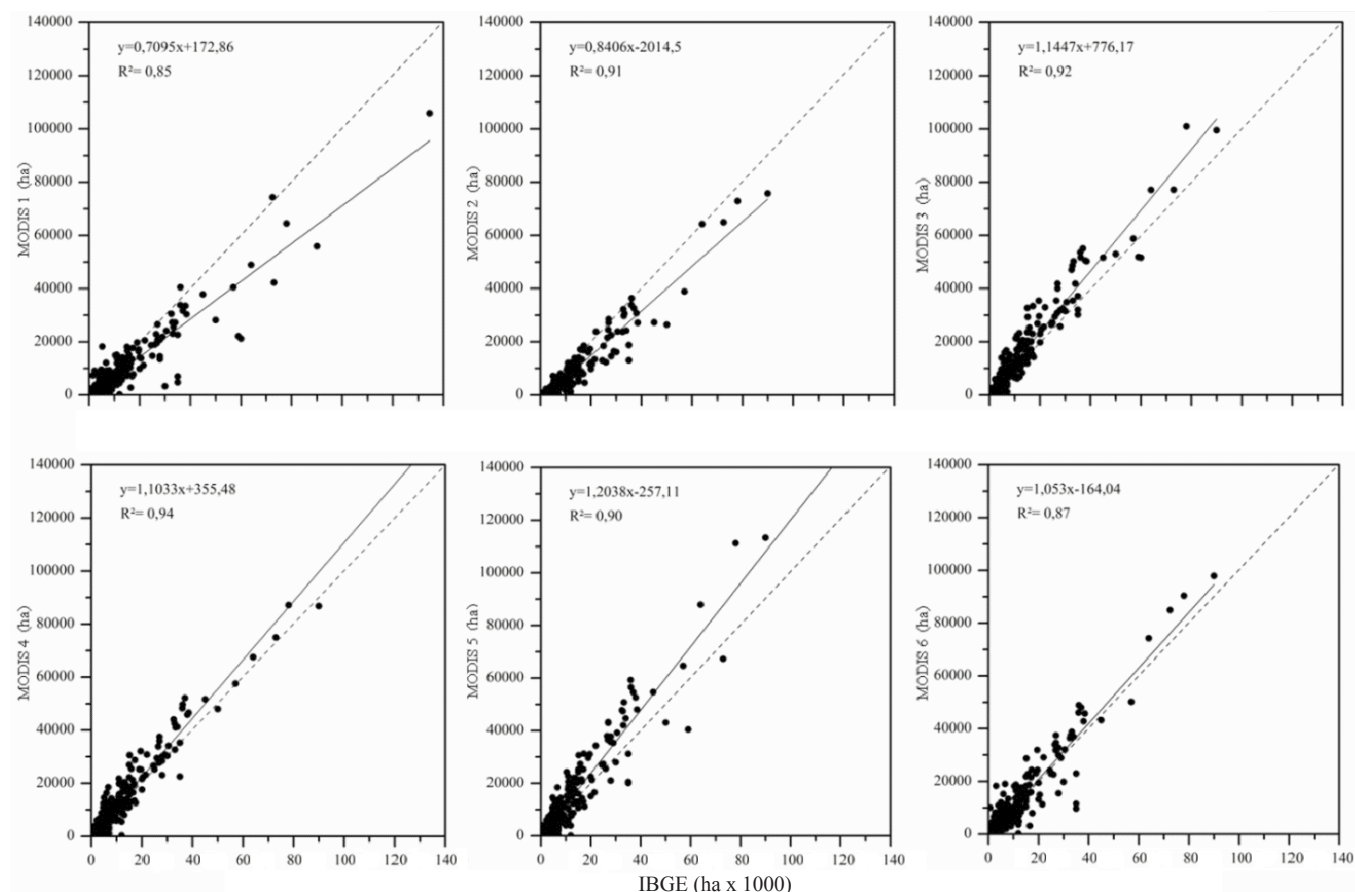 140000
120000
100000
80000
60000
40000
20000
0
MODIS 1 (ha)
y=0,7095x+172,86
R²= 0,85
140000
120000
100000
80000
60000
40000
20000
0
MODIS 2 (ha)
y=0,8406x-2014,5
R²= 0,91
140000
120000
100000
80000
60000
40000
20000
0
MODIS 3 (ha)
y=1,1447x+776,17
R²= 0,92
140000
120000
100000
80000
60000
40000
20000
0
MODIS 4 (ha)
y=1,1033x+355,48
R²= 0,94
0 20 40 60 80 100 120 140
140000
120000
100000
80000
60000
40000
20000
0
MODIS 5 (ha)
y=1,2038x-257,11
R²= 0,90
0 20 40 60 80 100 120 140
140000
120000
100000
80000
60000
40000
20000
0
MODIS 6 (ha)
y=1,053x-164,04
R²= 0,87
0 20 40 60 80 100 120 140
IBGE (ha x 1000)